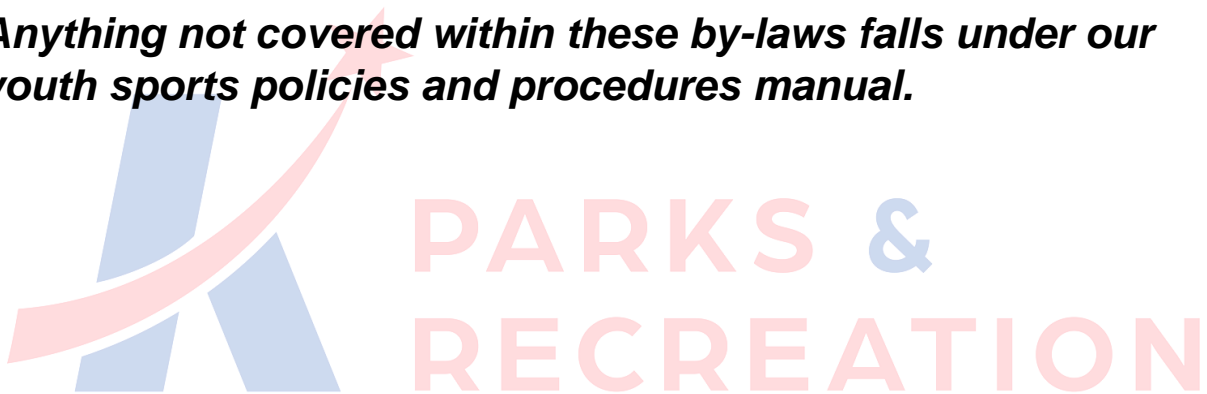 Anything not covered within these by-laws falls under our
youth sports policies and procedures manual.
PARKS &
RECREATION